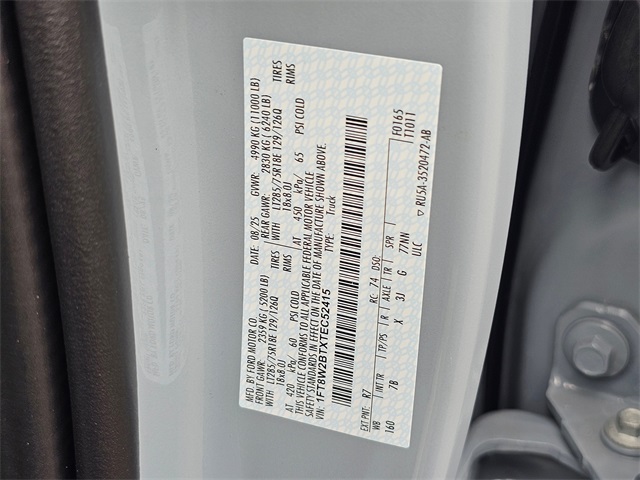 MFD. BY FORD MOTOR CO.
DATE: 08/25 GVWR: 4990 KG (11000 LB)
FRONT GAWR: 2359 KG (5200 LB) REAR GAWR: 2830 KG (6240 LB)
WITH LT285/75R18E 129/126Q TIRES WITH LT285/75R18E 129/126Q TIRES
18x8.0J RIMS 18x8.0J RIMS
AT 420 kPa/ 60 PSI COLD AT 450 kPa/ 65 PSI COLD
THIS VEHICLE CONFORMS TO ALL APPLICABLE FEDERAL MOTOR VEHICLE
SAFETY STANDARDS IN EFFECT ON THE DATE OF MANUFACTURE SHOWN ABOVE.
VIN: 1FT8W2BTXTEC52415 TYPE: Truck
F0165
T1011
EXT PNT: R7 RC: 74 DSO:
WB INT TR TP/PS R AXLE TR SPR
160 7B X 3J G 77NN
ULC
▽ RU5A-3520472-AB